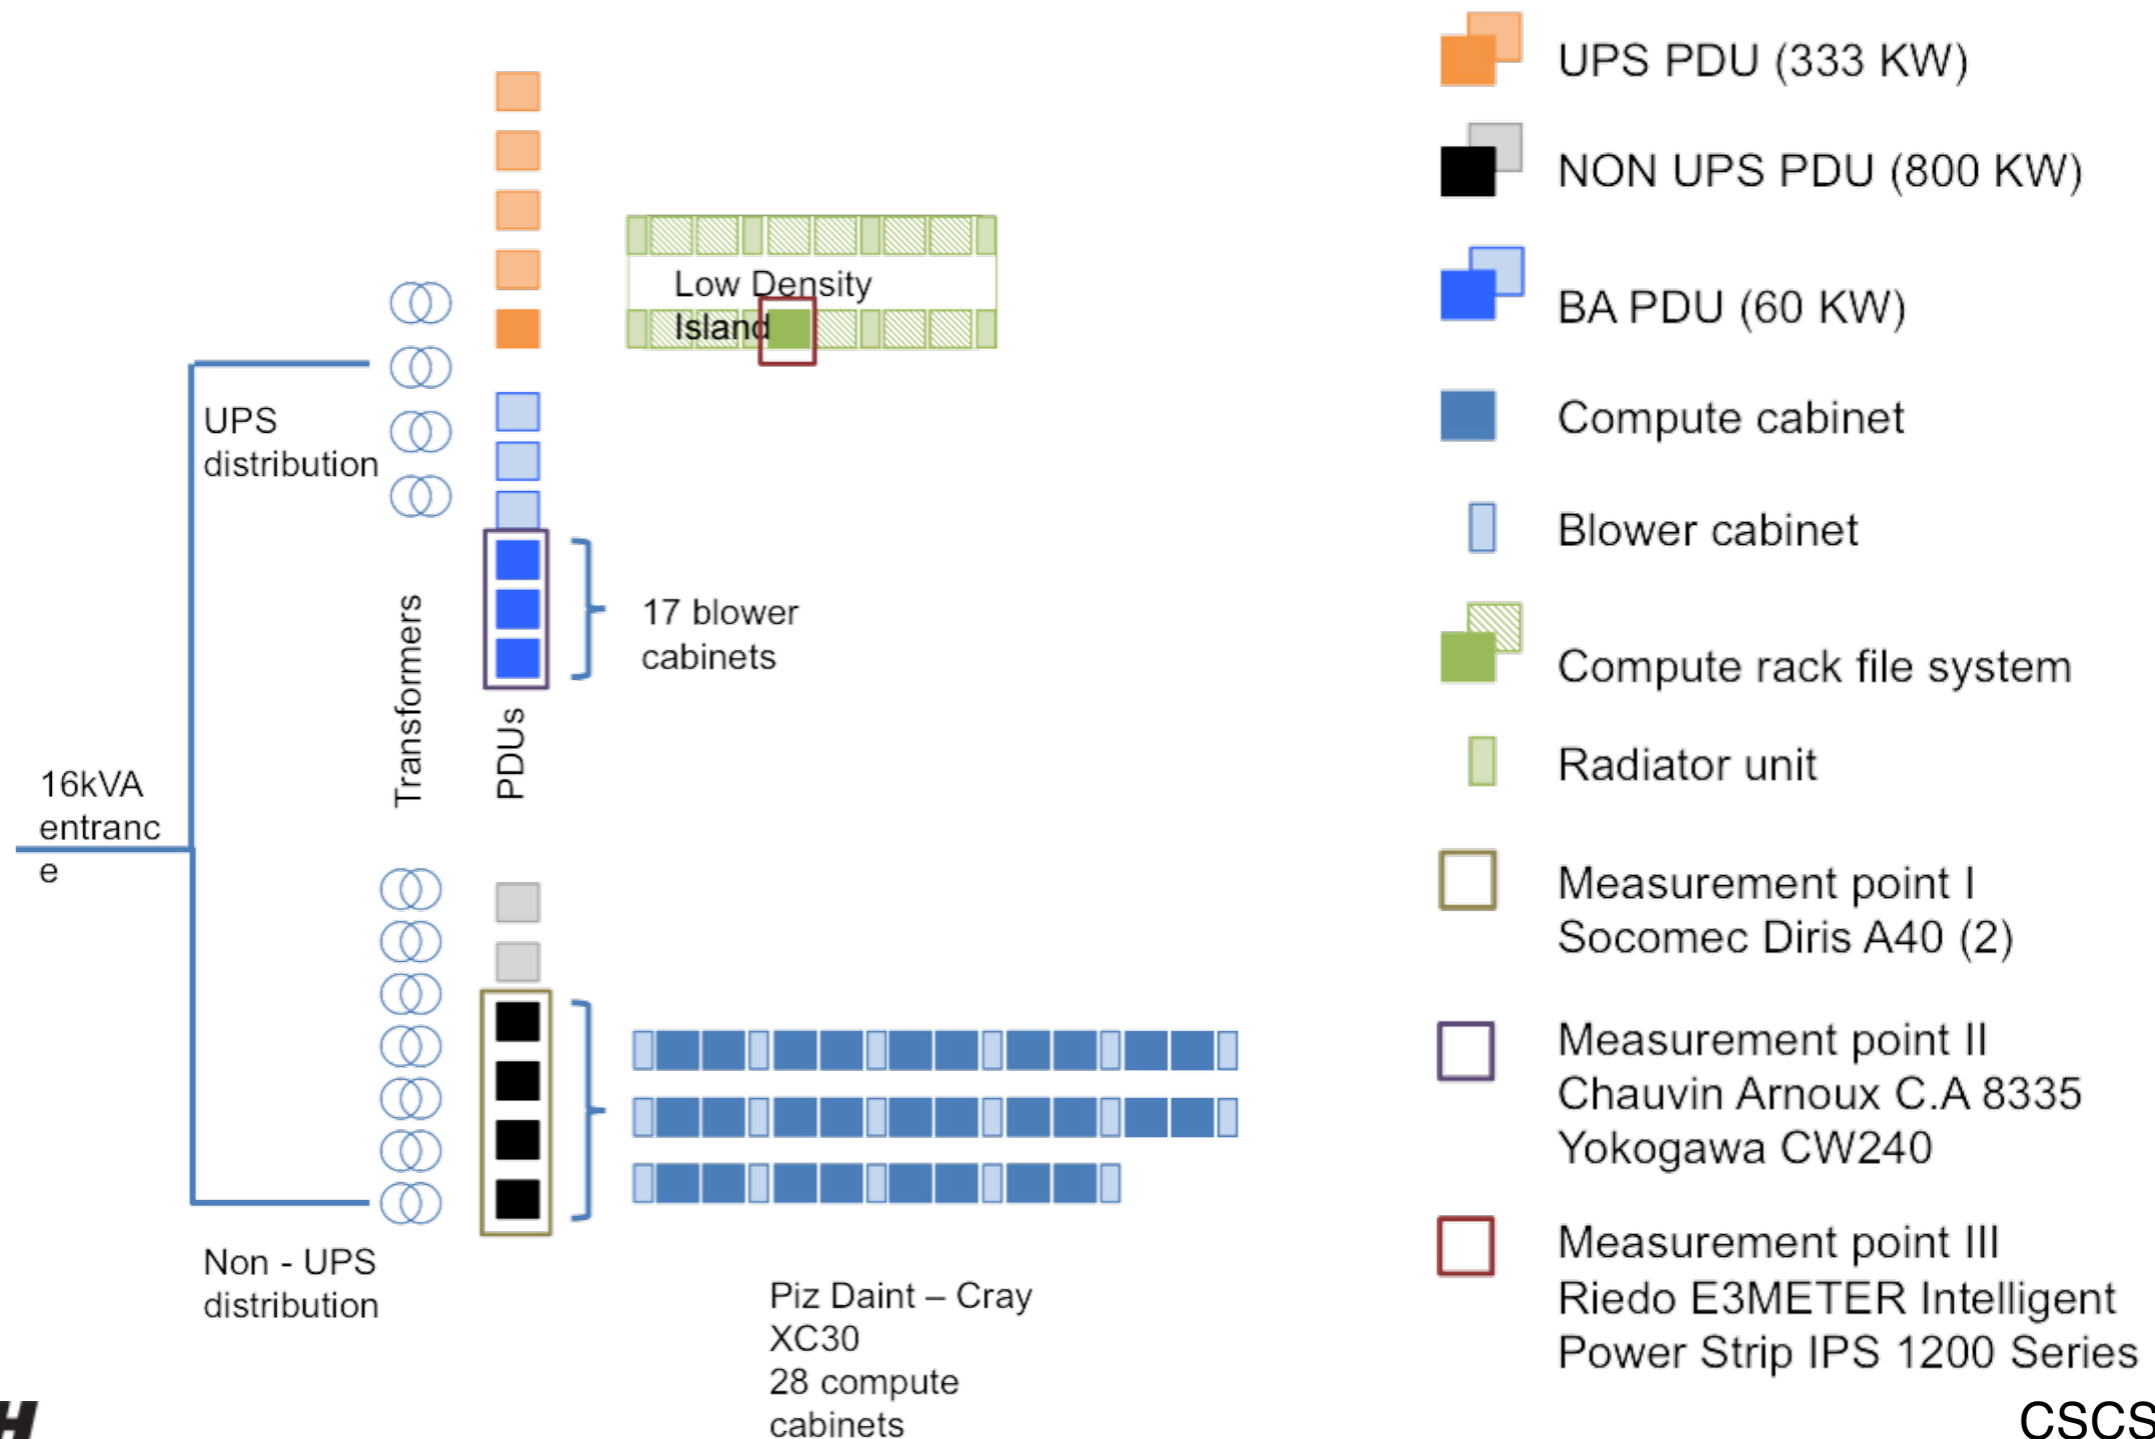 UPS PDU (333 KW)
NON UPS PDU (800 KW)
BA PDU (60 KW)
Compute cabinet
Blower cabinet
Compute rack file system
Radiator unit
Measurement point I
Socomec Diris A40 (2)
Measurement point II
Chauvin Arnoux C.A 8335
Yokogawa CW240
Measurement point III
Riedo E3METER Intelligent
Power Strip IPS 1200 Series
Low Density
Island
UPS
distribution
17 blower
cabinets
Transformers
PDUs
16kVA
entranc
e
Non - UPS
distribution
Piz Daint – Cray
XC30
28 compute
cabinets
H
CSCS